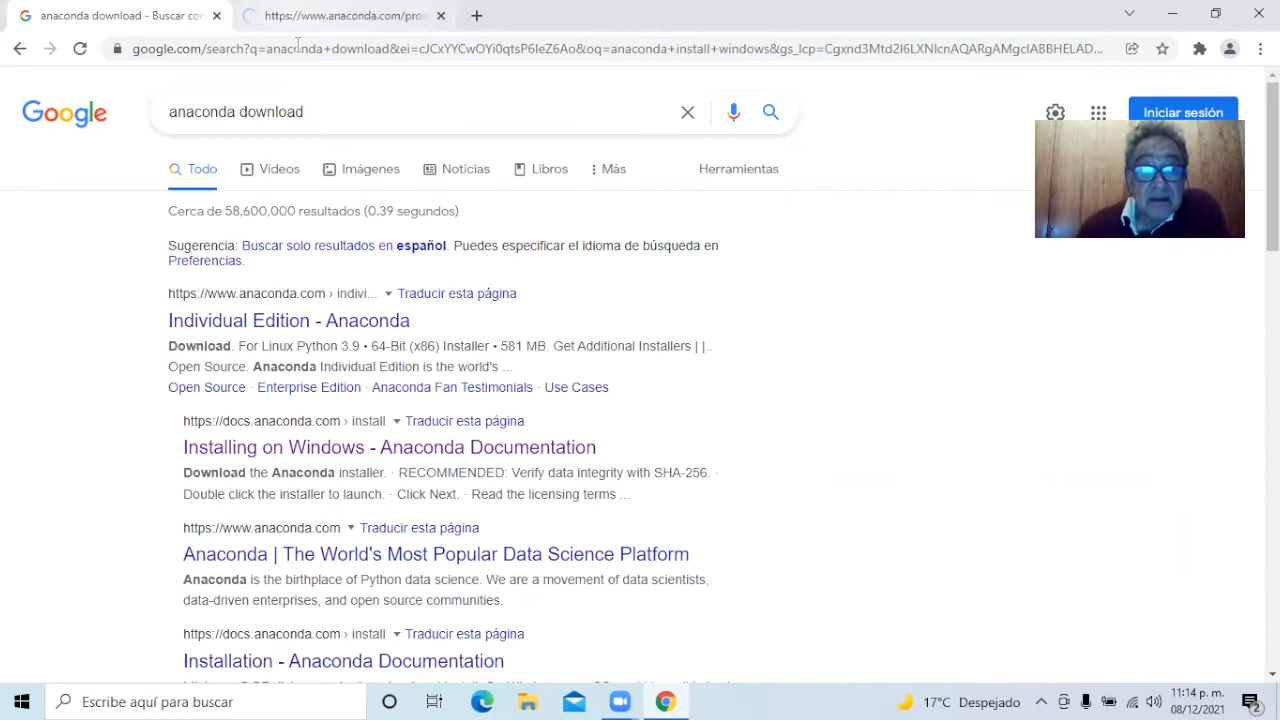 anaconda download - Buscar co
https://www.anaconda.com/pro
google.com/search?q=anaconda+download&ei=cJCxYYCwOYi0qtsP6IeZ6Ao&oq=anaconda+install+windows&gs_lcp=Cgxnd3Mtd2l6LXNlcnAQARgAMgcIABBHELAD...
Google
anaconda download
Iniciar sesión
Todo
Videos
Imágenes
Noticias
Libros
Más
Herramientas
Cerca de 58,600,000 resultados (0.39 segundos)
Sugerencia: Buscar solo resultados en español. Puedes especificar el idioma de búsqueda en
Preferencias.
https://www.anaconda.com › indivi... Traducir esta página
Individual Edition - Anaconda
Download. For Linux Python 3.9 • 64-Bit (x86) Installer • 581 MB. Get Additional Installers | |..
Open Source. Anaconda Individual Edition is the world's ...
Open Source · Enterprise Edition · Anaconda Fan Testimonials · Use Cases
https://docs.anaconda.com › install Traducir esta página
Installing on Windows - Anaconda Documentation
Download the Anaconda installer. · RECOMMENDED: Verify data integrity with SHA-256. ·
Double click the installer to launch. · Click Next. · Read the licensing terms ...
https://www.anaconda.com Traducir esta página
Anaconda | The World's Most Popular Data Science Platform
Anaconda is the birthplace of Python data science. We are a movement of data scientists,
data-driven enterprises, and open source communities.
https://docs.anaconda.com › install Traducir esta página
Installation - Anaconda Documentation
Escribe aquí para buscar
17°C Despejado
11:14 p. m.
08/12/2021
2